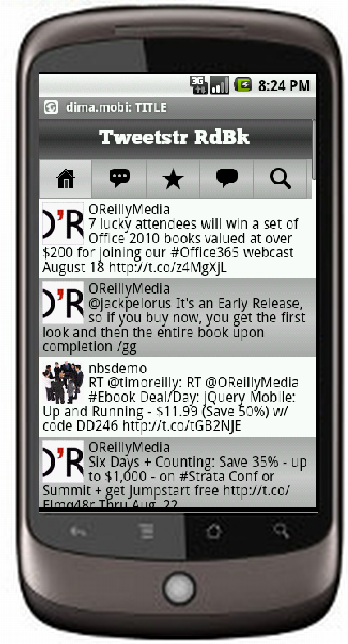 3G
8:24 PM
dima.mobi: TITLE
Tweetstr RdBk
O'R OReillyMedia
7 lucky attendees will win a set of
Office 2010 books valued at over
$200 for joining our #Office365 webcast
August 18 http://t.co/z4MgXjL
O'R OReillyMedia
@jackpelorus It's an Early Release,
so if you buy now, you get the first
look and then the entire book upon
completion /gg
nbsdemo
RT @timoreilly: RT @OReillyMedia
#Ebook Deal/Day: jQuery Mobile:
Up and Running - $11.99 (Save 50%) w/
code DD246 http://t.co/tGB2NJE
O'R OReillyMedia
Six Days + Counting: Save 35% - up
to $1,000 - on #Strata Conf or
Summit + get Jumpstart free http://t.co/
Thru Aug. 22